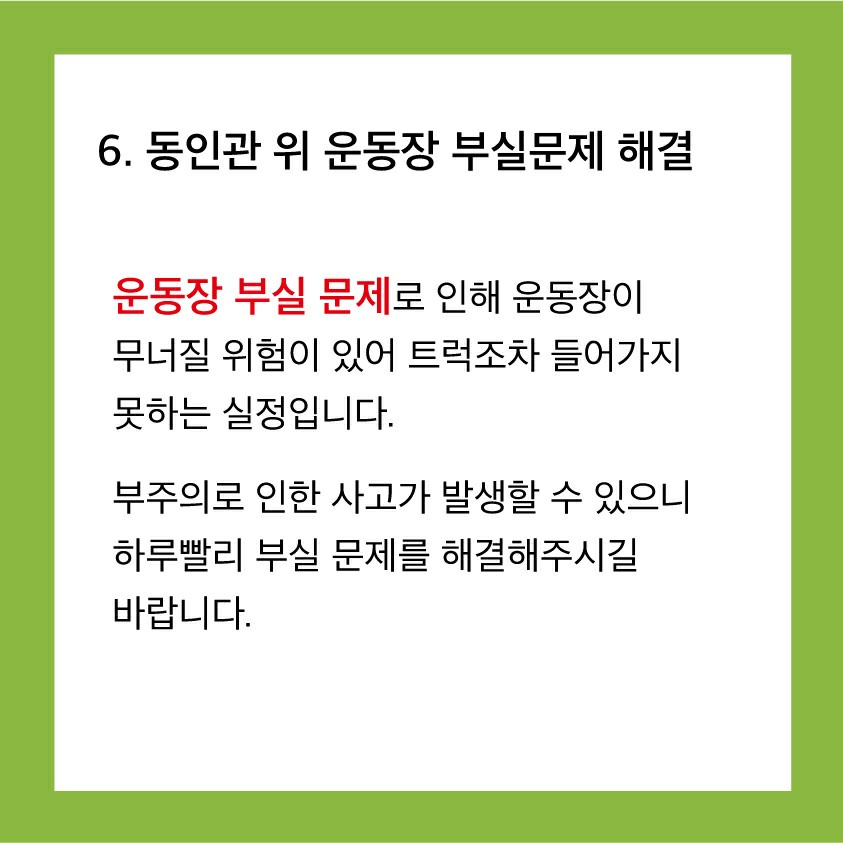 6. 동인관 위 운동장 부실문제 해결
운동장 부실 문제로 인해 운동장이
무너질 위험이 있어 트럭조차 들어가지
못하는 실정입니다.
부주의로 인한 사고가 발생할 수 있으니
하루빨리 부실 문제를 해결해주시길
바랍니다.